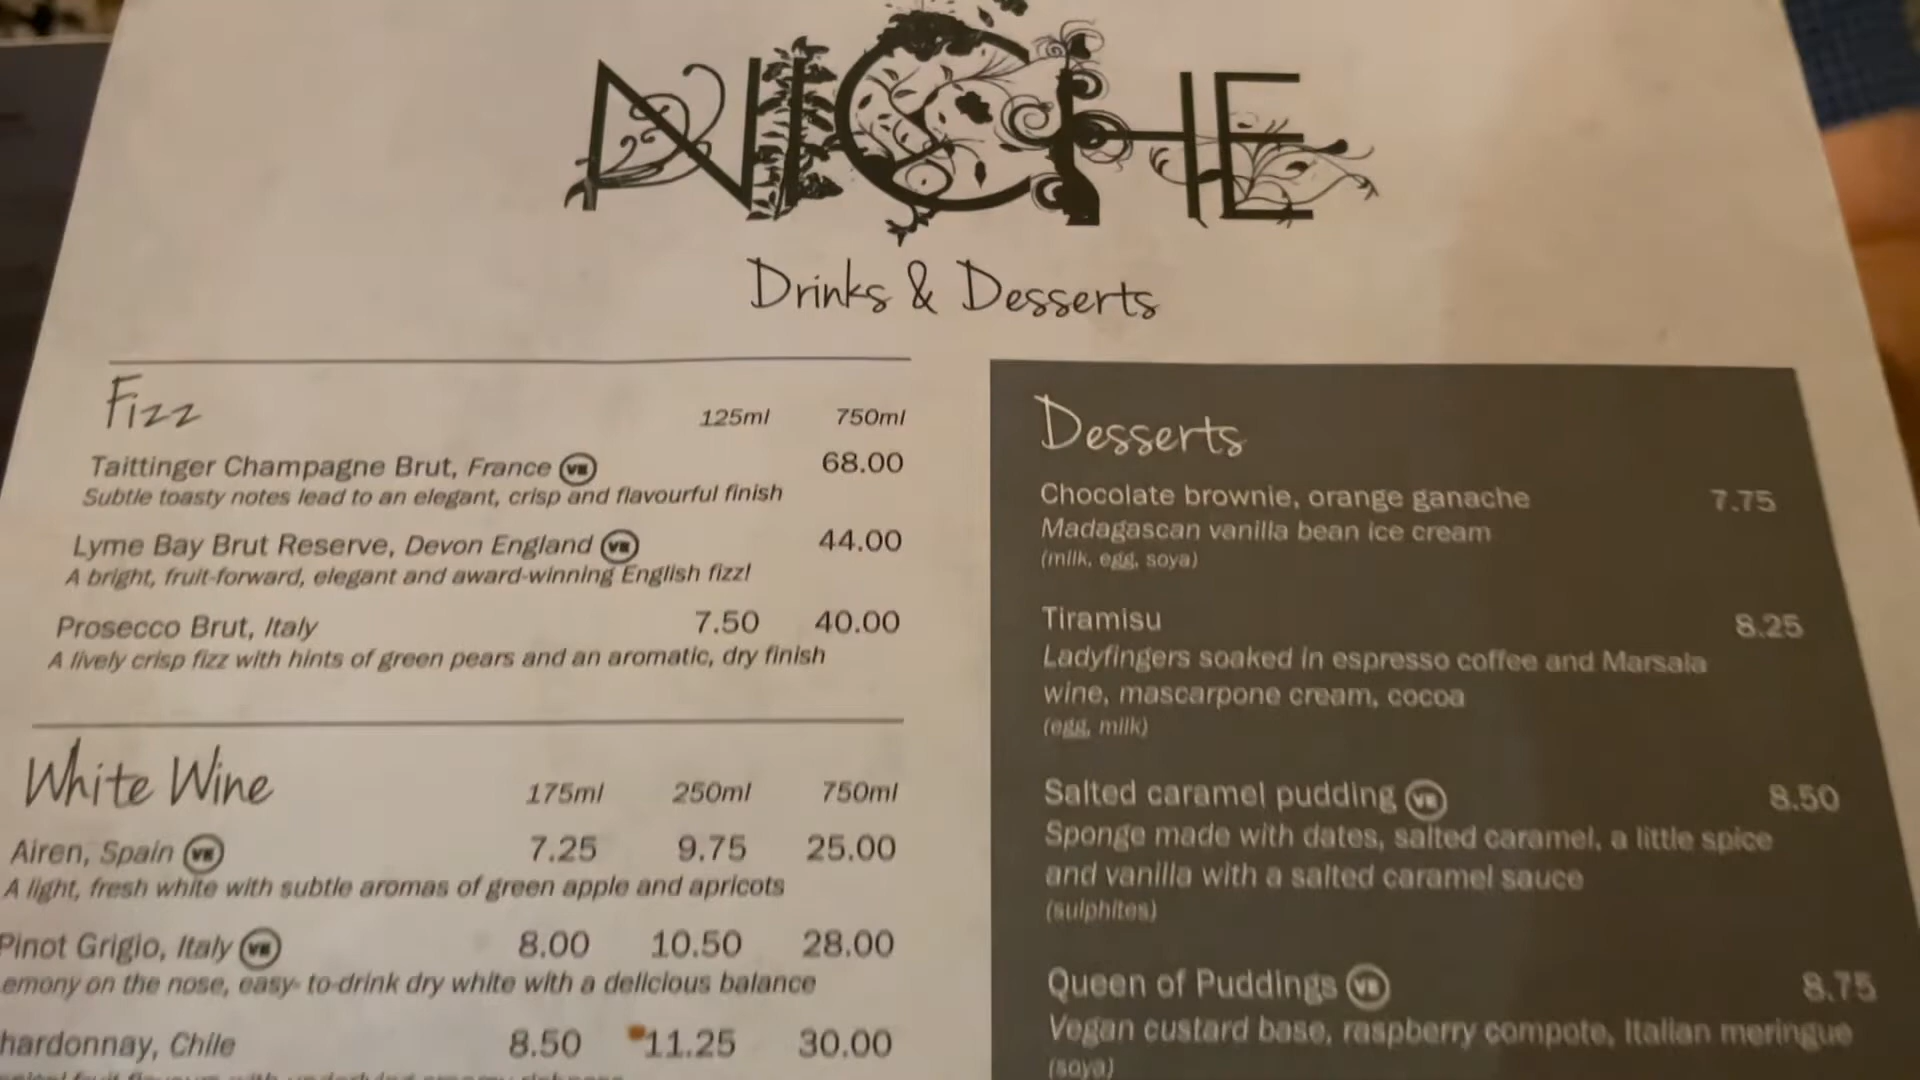 NICHE
Drinks & Desserts
Fizz 125ml 750ml
Taittinger Champagne Brut, France VE 68.00
Subtle toasty notes lead to an elegant, crisp and flavourful finish
Lyme Bay Brut Reserve, Devon England VE 44.00
A bright, fruit-forward, elegant and award-winning English fizz!
Prosecco Brut, Italy 7.50 40.00
A lively crisp fizz with hints of green pears and an aromatic, dry finish
White Wine 175ml 250ml 750ml
Airen, Spain VE 7.25 9.75 25.00
A light, fresh white with subtle aromas of green apple and apricots
Pinot Grigio, Italy VE 8.00 10.50 28.00
emony on the nose, easy- to-drink dry white with a delicious balance
hardonnay, Chile 8.50 11.25 30.00
Desserts
Chocolate brownie, orange ganache 7.75
Madagascan vanilla bean ice cream
(milk, egg, soya)
Tiramisu 8.25
Ladyfingers soaked in espresso coffee and Marsala
wine, mascarpone cream, cocoa
(egg, milk)
Salted caramel pudding VE 8.50
Sponge made with dates, salted caramel, a little spice
and vanilla with a salted caramel sauce
(sulphites)
Queen of Puddings VE 8.75
Vegan custard base, raspberry compote, Italian meringue
(soya)